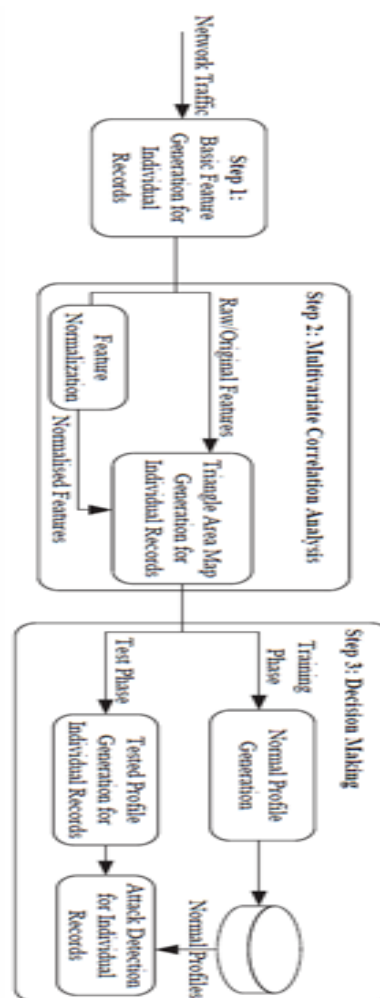 Network Traffic
Step 1:
Basic Feature
Generation for
Individual
Records
Step 2: Multivariate Correlation Analysis
Raw/Original Features
Feature
Normalization
Normalised Features
Triangle Area Map
Generation for
Individual Records
Step 3: Decision Making
Training
Phase
Normal Profile
Generation
Normal Profiles
Test Phase
Tested Profile
Generation for
Individual Records
Attack Detection
for Individual
Records